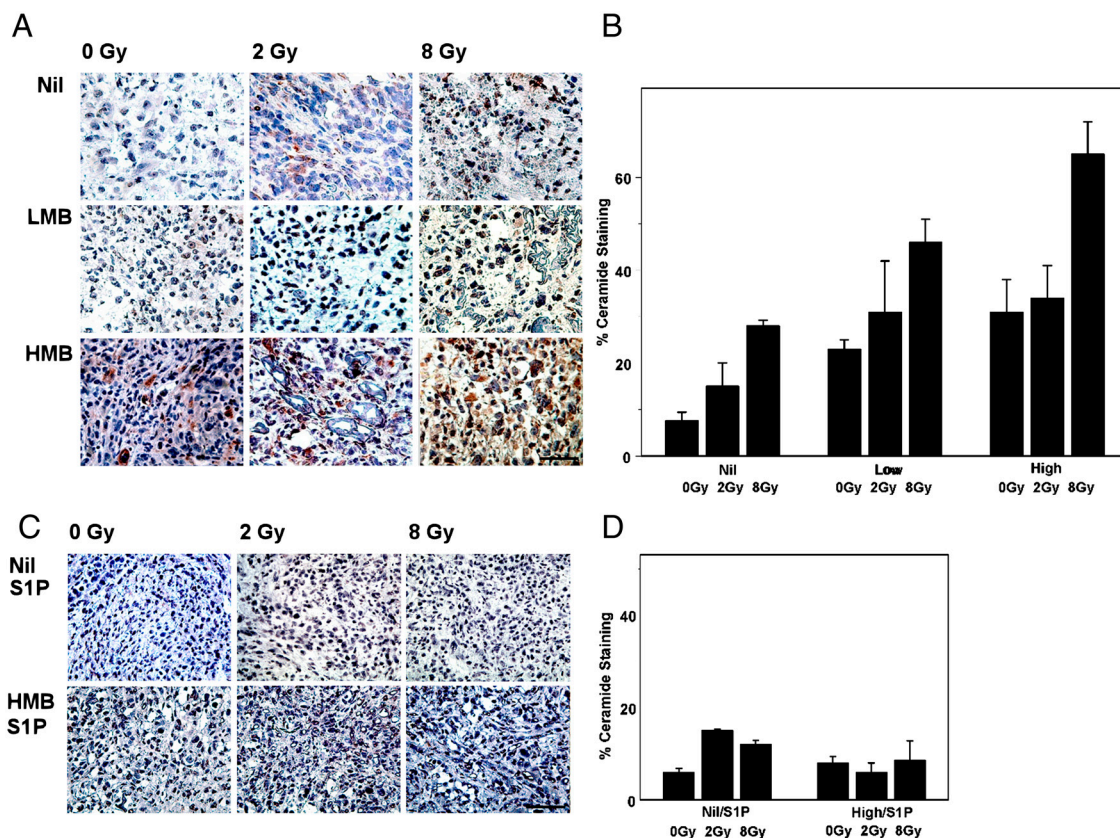 A
0 Gy 2 Gy 8 Gy
Nil
LMB
HMB
B
% Ceramide Staining
60
40
20
0
Nil Low High
0Gy 2Gy 8Gy 0Gy 2Gy 8Gy 0Gy 2Gy 8Gy
C
0 Gy 2 Gy 8 Gy
Nil
S1P
HMB
S1P
D
% Ceramide Staining
40
20
0
Nil/S1P High/S1P
0Gy 2Gy 8Gy 0Gy 2Gy 8Gy